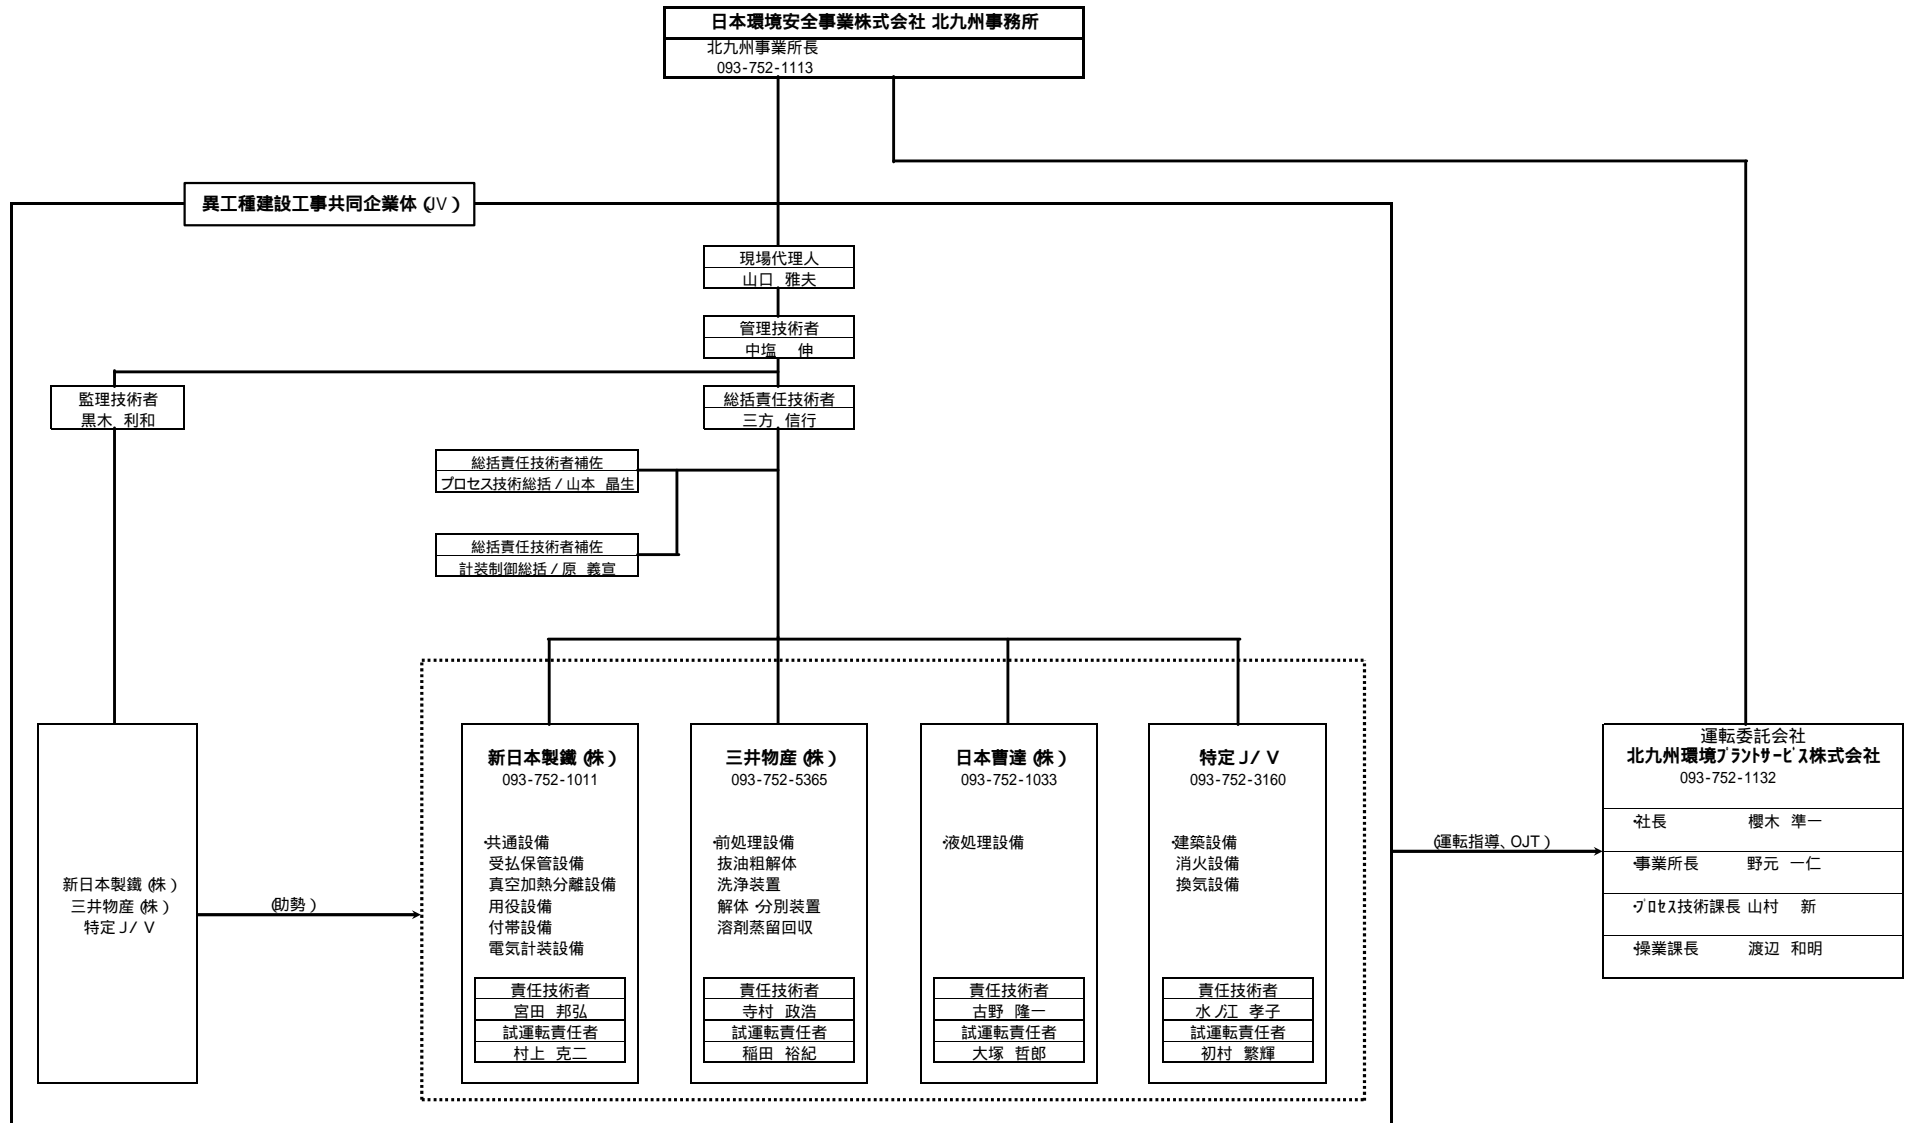 日本環境安全事業株式会社 北九州事務所
北九州事業所長
093-752-1113
異工種建設工事共同企業体 (JV)
現場代理人
山口 雅夫
管理技術者
中塩 伸
監理技術者
黒木 利和
総括責任技術者
三方 信行
総括責任技術者補佐
プロセス技術総括 / 山本 晶生
総括責任技術者補佐
計装制御総括 / 原 義宣
新日本製鐵 (株)
三井物産 (株)
特定 J/V
(助勢)
新日本製鐵 (株)
093-752-1011
・共通設備
受払保管設備
真空加熱分離設備
用役設備
付帯設備
電気計装設備
責任技術者
宮田 邦弘
試運転責任者
村上 克二
三井物産 (株)
093-752-5365
・前処理設備
抜油粗解体
洗浄装置
解体・分別装置
溶剤蒸留回収
責任技術者
寺村 政浩
試運転責任者
稲田 裕紀
日本曹達 (株)
093-752-1033
・液処理設備
責任技術者
古野 隆一
試運転責任者
大塚 哲郎
特定 J/V
093-752-3160
・建築設備
消火設備
換気設備
責任技術者
水ノ江 孝子
試運転責任者
初村 繁輝
(運転指導、OJT)
運転委託会社
北九州環境プラントサービス株式会社
093-752-1132
・社長 櫻木 準一
・事業所長 野元 一仁
・プロセス技術課長 山村 新
・操業課長 渡辺 和明